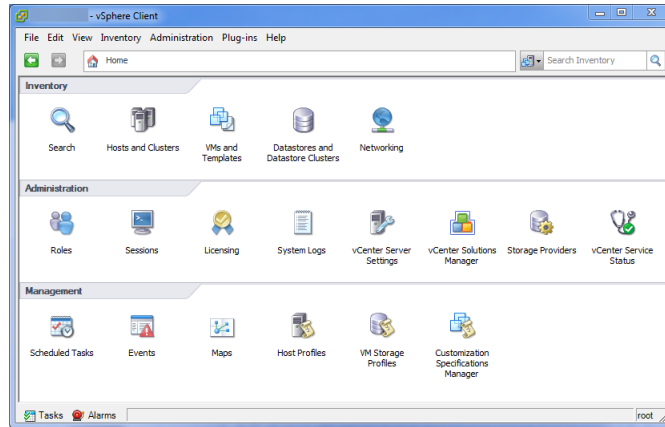 - vSphere Client
File Edit View Inventory Administration Plug-ins Help
Home
Search Inventory
Inventory
Search
Hosts and Clusters
VMs and
Templates
Datastores and
Datastore Clusters
Networking
Administration
Roles
Sessions
Licensing
System Logs
vCenter Server
Settings
vCenter Solutions
Manager
Storage Providers
vCenter Service
Status
Management
Scheduled Tasks
Events
Maps
Host Profiles
VM Storage
Profiles
Customization
Specifications
Manager
Tasks
Alarms
root